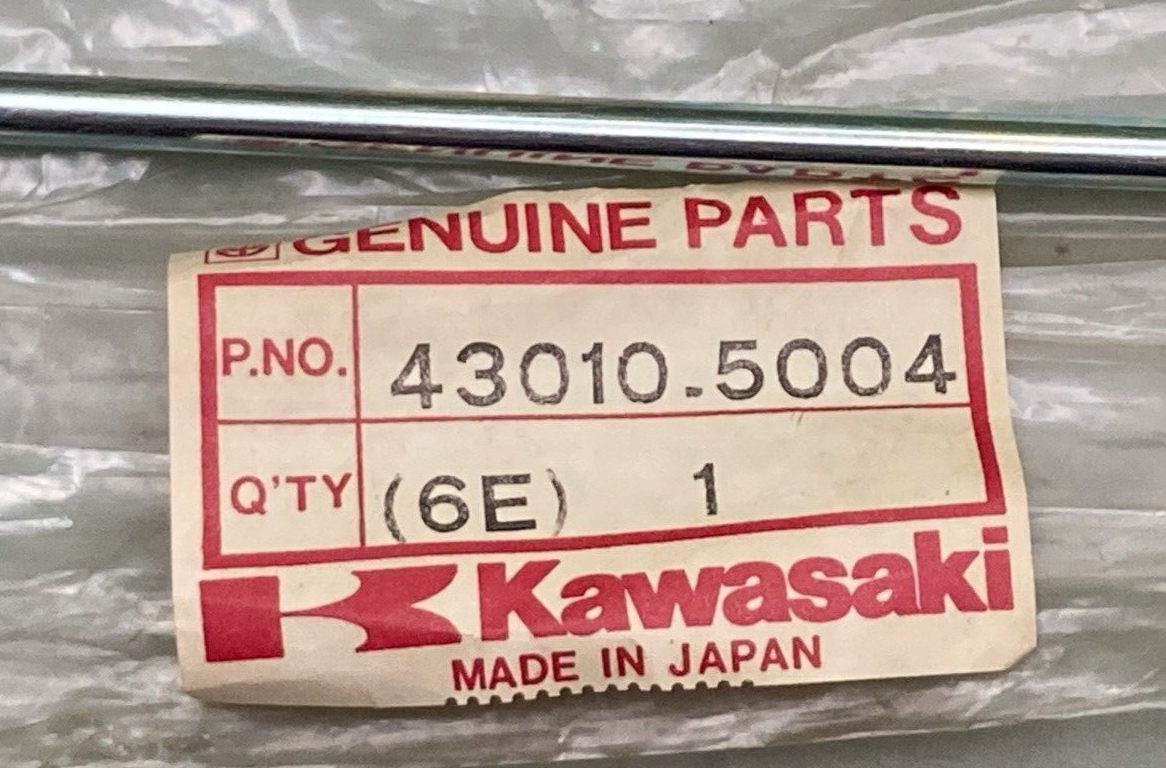 GENUINE PARTS
P.NO. 43010.5004
Q'TY (6E) 1
Kawasaki
MADE IN JAPAN